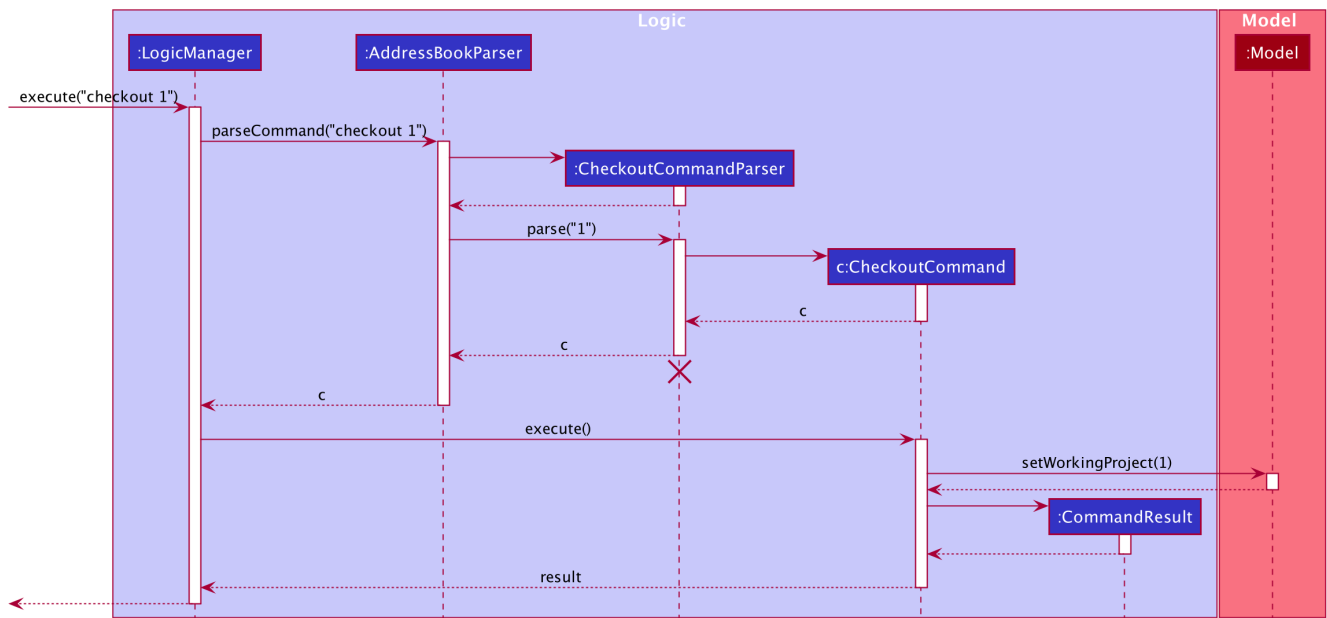 Logic
Model
:LogicManager
:AddressBookParser
:Model
execute("checkout 1")
parseCommand("checkout 1")
:CheckoutCommandParser
parse("1")
c:CheckoutCommand
c
c
c
execute()
setWorkingProject(1)
:CommandResult
result